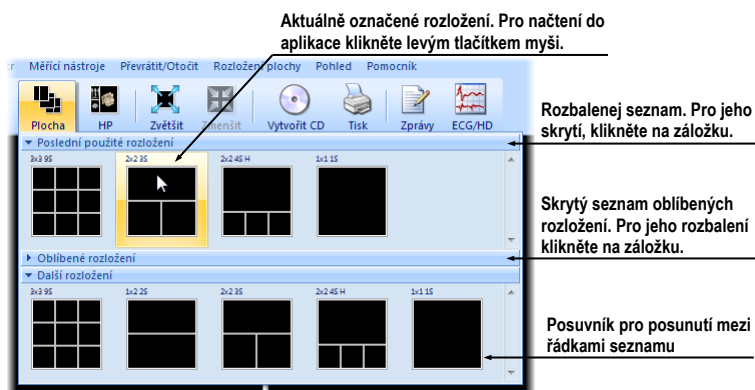 Aktuálně označené rozložení. Pro načtení do
aplikace klikněte levým tlačítkem myši.
Měřící nástroje Převrátit/Otočit Rozložení plochy Pohled Pomocník
Plocha HP Zvětšit Zmenšit Vytvořit CD Tisk Zprávy ECG/HD
Rozbalenej seznam. Pro jeho
skrytí, klikněte na záložku.
Poslední použité rozložení
3x3 9S 2x2 3S 2x2 4S H 1x1 1S
Skrytý seznam oblíbených
rozložení. Pro jeho rozbalení
klikněte na záložku.
Oblíbené rozložení
Další rozložení
3x3 9S 1x2 2S 2x2 3S 2x2 4S H 1x1 1S
Posuvník pro posunutí mezi
řádkami seznamu